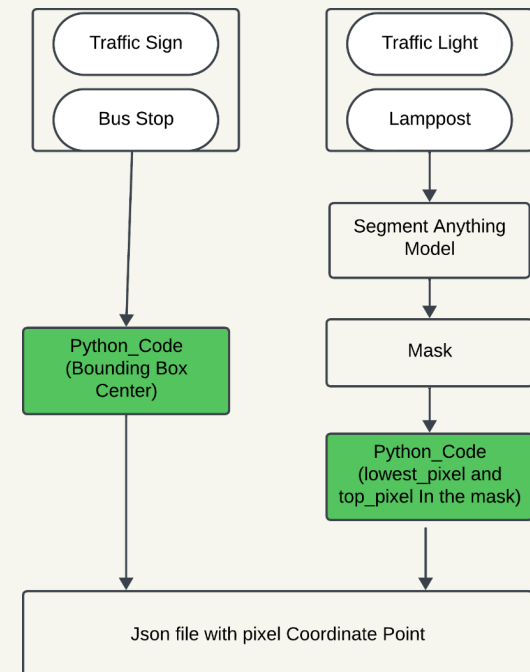 Traffic Sign
Bus Stop
Traffic Light
Lamppost
Segment Anything
Model
Mask
Python_Code
(Bounding Box
Center)
Python_Code
(lowest_pixel and
top_pixel In the mask)
Json file with pixel Coordinate Point